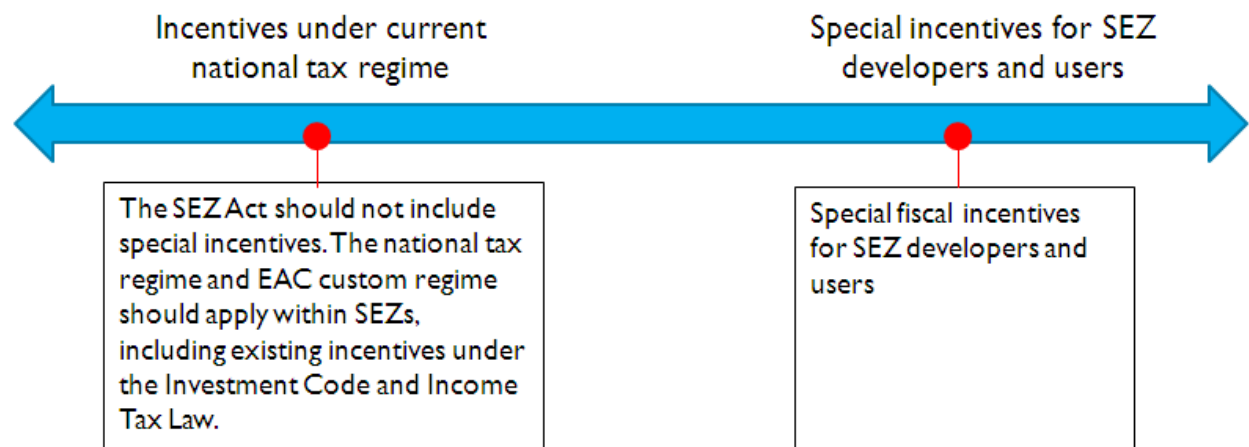 Incentives under current
national tax regime
Special incentives for SEZ
developers and users
The SEZ Act should not include
special incentives. The national tax
regime and EAC custom regime
should apply within SEZs,
including existing incentives under
the Investment Code and Income
Tax Law.
Special fiscal incentives
for SEZ developers and
users